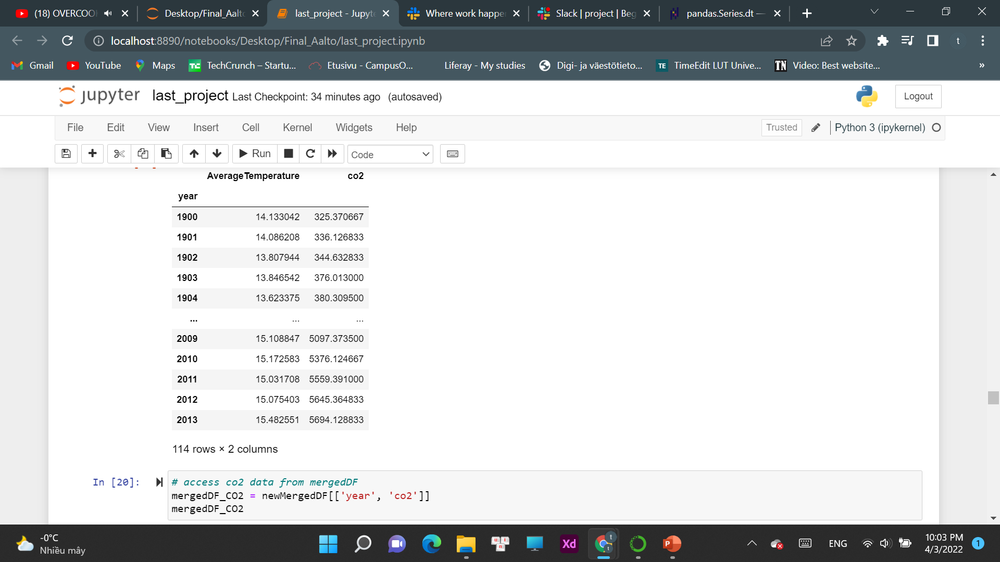 (18) OVERCOO
Desktop/Final_Aalto
last_project - Jupyte
Where work happe
Slack | project | Beg
pandas.Series.dt —
localhost:8890/notebooks/Desktop/Final_Aalto/last_project.ipynb
t
Gmail
YouTube
Maps
TechCrunch – Startu...
Etusivu - CampusO...
Liferay - My studies
Digi- ja väestötieto...
TE
TimeEdit LUT Unive...
TN
Video: Best website...
»
jupyter
last_project Last Checkpoint: 34 minutes ago (autosaved)
Logout
File Edit View Insert Cell Kernel Widgets Help
Trusted
Python 3 (ipykernel)
Run
Code
AverageTemperature co2
year
1900 14.133042 325.370667
1901 14.086208 336.126833
1902 13.807944 344.632833
1903 13.846542 376.013000
1904 13.623375 380.309500
... ... ...
2009 15.108847 5097.373500
2010 15.172583 5376.124667
2011 15.031708 5559.391000
2012 15.075403 5645.364833
2013 15.482551 5694.128833
114 rows × 2 columns
In [20]:
# access co2 data from mergedDF
mergedDF_CO2 = newMergedDF[['year', 'co2']]
mergedDF_CO2
-0°C
Nhiều mây
Xd
t
t
P
ENG
10:03 PM
4/3/2022
1